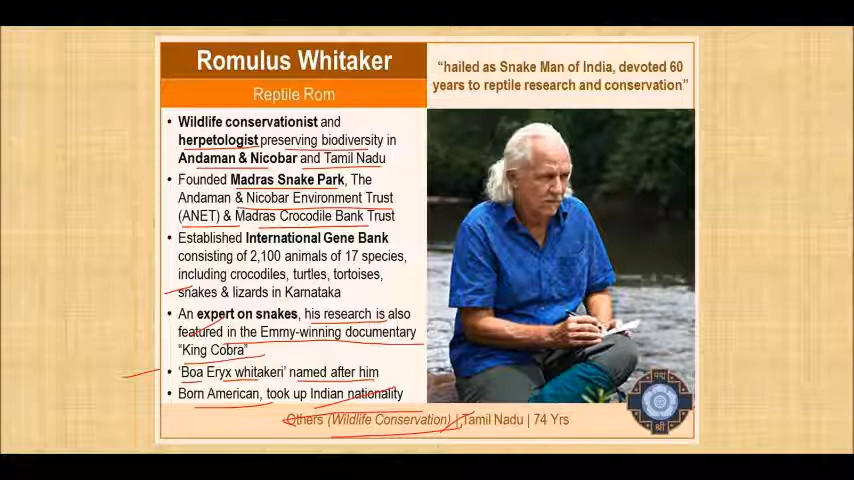 Romulus Whitaker
Reptile Rom
“hailed as Snake Man of India, devoted 60
years to reptile research and conservation”
• Wildlife conservationist and
herpetologist preserving biodiversity in
Andaman & Nicobar and Tamil Nadu
• Founded Madras Snake Park, The
Andaman & Nicobar Environment Trust
(ANET) & Madras Crocodile Bank Trust
• Established International Gene Bank
consisting of 2,100 animals of 17 species,
including crocodiles, turtles, tortoises,
snakes & lizards in Karnataka
• An expert on snakes, his research is also
featured in the Emmy-winning documentary
“King Cobra”
• ‘Boa Eryx whitakeri’ named after him
• Born American, took up Indian nationality
Others (Wildlife Conservation) | Tamil Nadu | 74 Yrs
पद्म
श्री